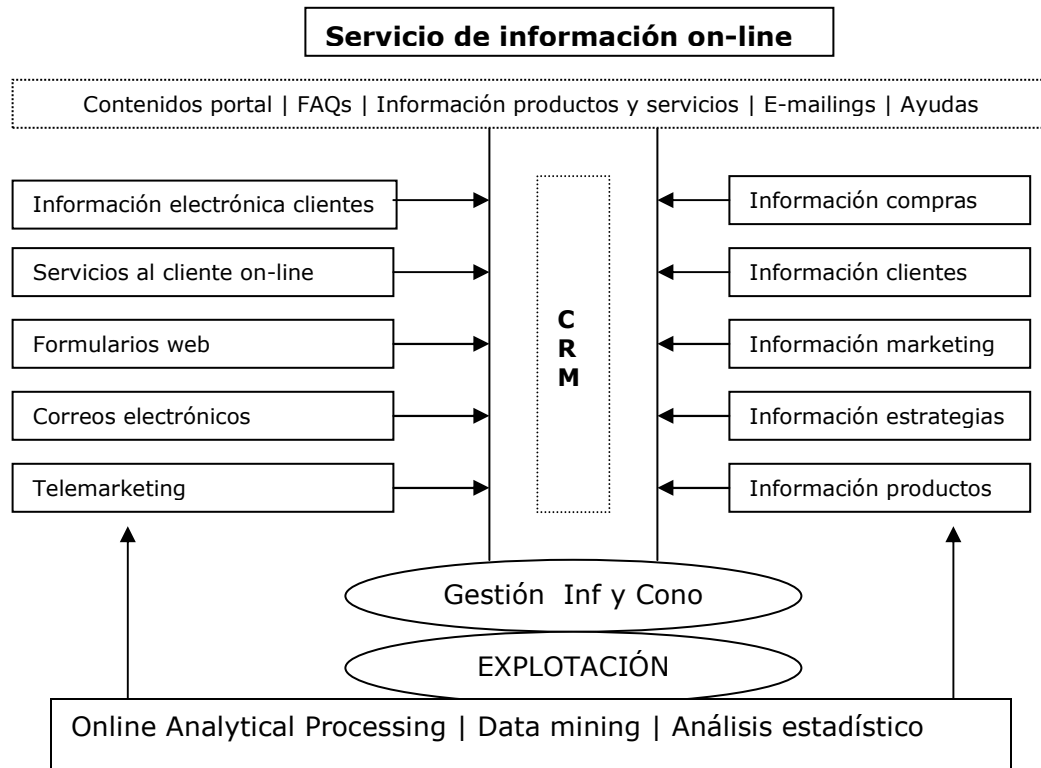 Servicio de información on-line
Contenidos portal | FAQs | Información productos y servicios | E-mailings | Ayudas
Información electrónica clientes
Servicios al cliente on-line
Formularios web
Correos electrónicos
Telemarketing
C
R
M
Información compras
Información clientes
Información marketing
Información estrategias
Información productos
Gestión Inf y Cono
EXPLOTACIÓN
Online Analytical Processing | Data mining | Análisis estadístico